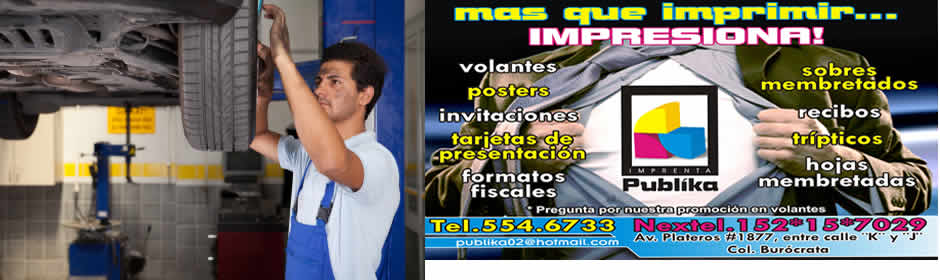 mas que imprimir...
IMPRESIONA!
volantes
posters
invitaciones
tarjetas de
presentación
formatos
fiscales
sobres
membretados
recibos
trípticos
hojas
membretadas
IMPRENTA
Publika
* Pregunta por nuestra promoción en volantes
Tel.554.6733
Nextel.152*15*7029
publika02@hotmail.com
Av. Plateros #1877, entre calle "K" y "J"
Col. Burócrata